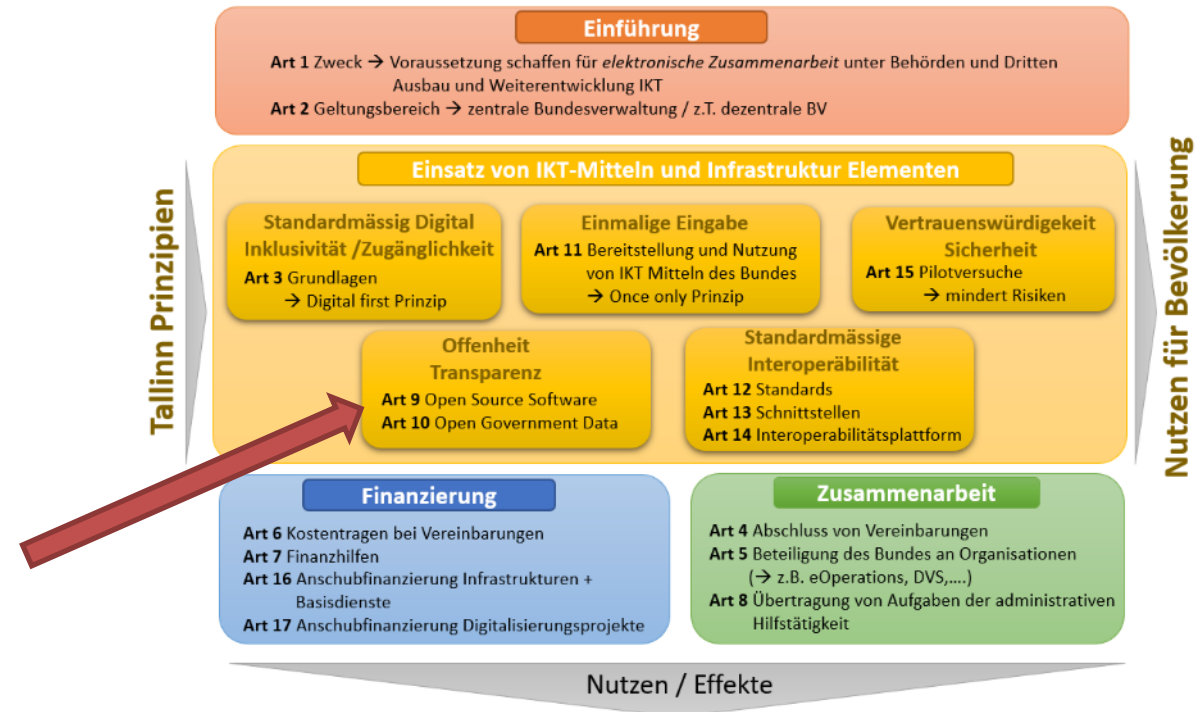 Einführung
Art 1 Zweck → Voraussetzung schaffen für elektronische Zusammenarbeit unter Behörden und Dritten
Ausbau und Weiterentwicklung IKT
Art 2 Geltungsbereich → zentrale Bundesverwaltung / z.T. dezentrale BV
Tallinn Prinzipien
Einsatz von IKT-Mitteln und Infrastruktur Elementen
Standardmässig Digital
Inklusivität /Zugänglichkeit
Art 3 Grundlagen
→ Digital first Prinzip
Einmalige Eingabe
Art 11 Bereitstellung und Nutzung
von IKT Mitteln des Bundes
→ Once only Prinzip
Vertrauenswürdigekeit
Sicherheit
Art 15 Pilotversuche
→ mindert Risiken
Offenheit
Transparenz
Art 9 Open Source Software
Art 10 Open Government Data
Standardmässige
Interoperäbilität
Art 12 Standards
Art 13 Schnittstellen
Art 14 Interoperabilitätsplattform
Nutzen für Bevölkerung
Finanzierung
Art 6 Kostentragen bei Vereinbarungen
Art 7 Finanzhilfen
Art 16 Anschubfinanzierung Infrastrukturen +
Basisdienste
Art 17 Anschubfinanzierung Digitalisierungsprojekte
Zusammenarbeit
Art 4 Abschluss von Vereinbarungen
Art 5 Beteiligung des Bundes an Organisationen
(→ z.B. eOperations, DVS,....)
Art 8 Übertragung von Aufgaben der administrativen
Hilfstätigkeit
Nutzen / Effekte